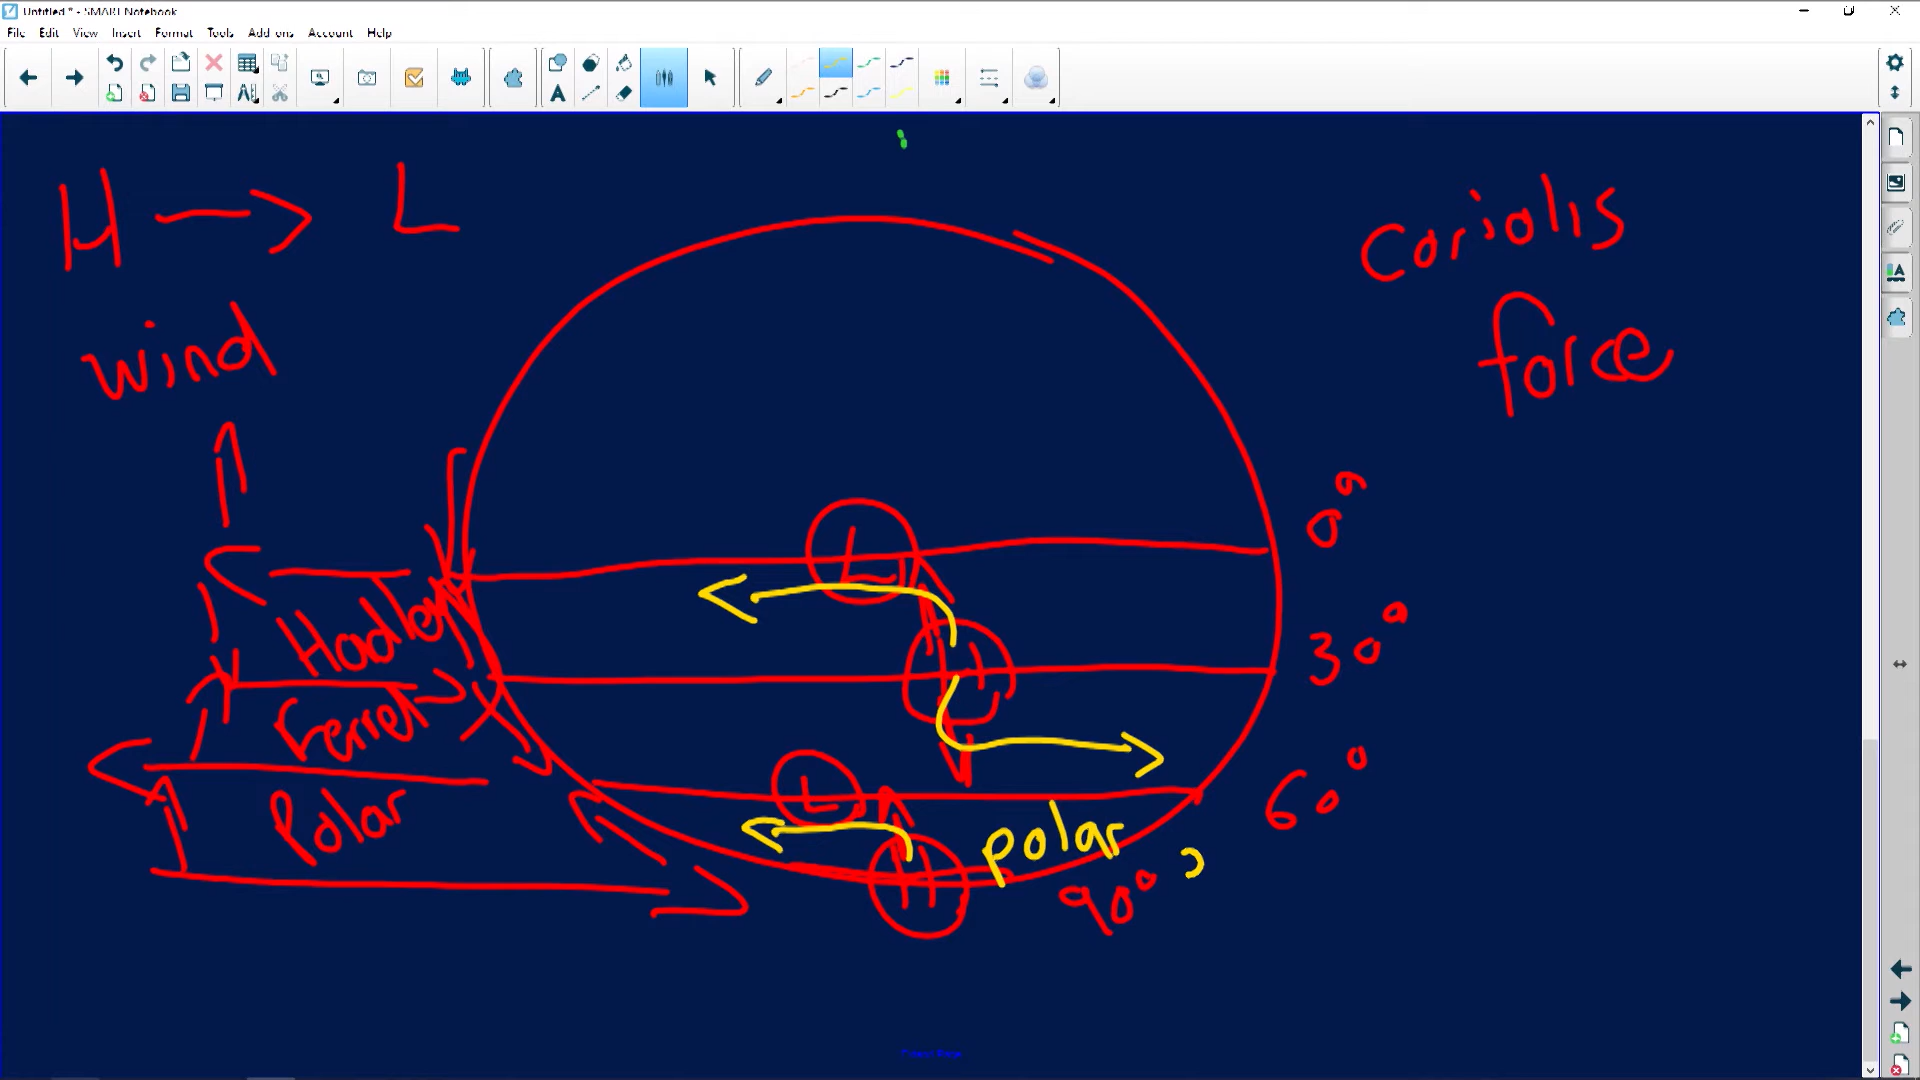 Untitled * - SMART Notebook
File Edit View Insert Format Tools Add-ons Account Help
H → L
wind
Coriolis
force
0°
L
Hadley
30°
H
Ferrel
60°
L
Polar
polar
90°
H